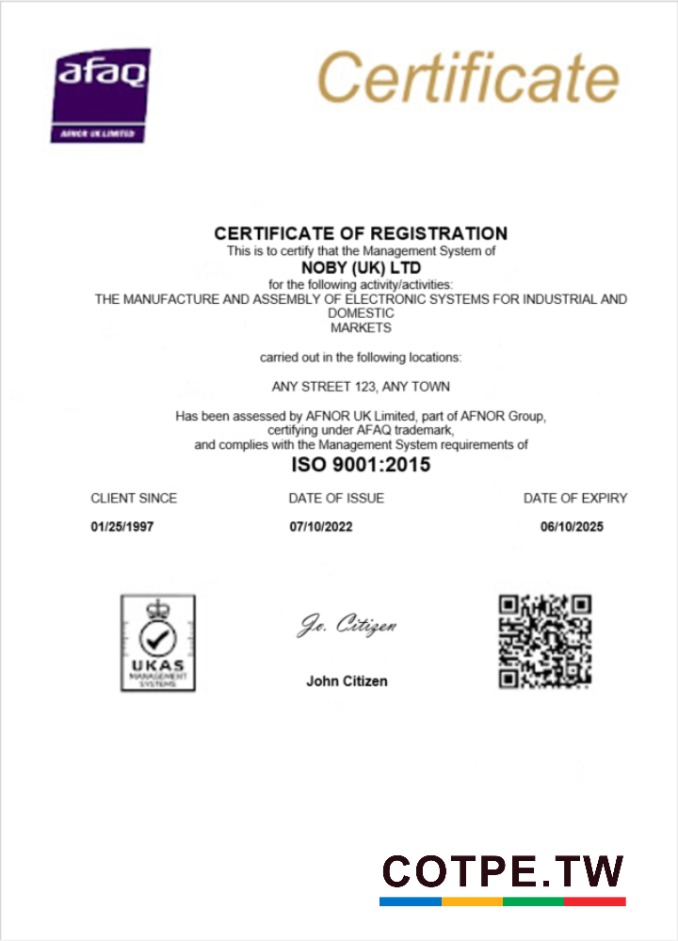 afaq
AFNOR UK LIMITED
Certificate
CERTIFICATE OF REGISTRATION
This is to certify that the Management System of
NOBY (UK) LTD
for the following activity/activities:
THE MANUFACTURE AND ASSEMBLY OF ELECTRONIC SYSTEMS FOR INDUSTRIAL AND
DOMESTIC
MARKETS
carried out in the following locations:
ANY STREET 123, ANY TOWN
Has been assessed by AFNOR UK Limited, part of AFNOR Group,
certifying under AFAQ trademark,
and complies with the Management System requirements of
ISO 9001:2015
CLIENT SINCE DATE OF ISSUE DATE OF EXPIRY
01/25/1997 07/10/2022 06/10/2025
Jo. Citizen
UKAS
MANAGEMENT
SYSTEMS
John Citizen
COTPE.TW